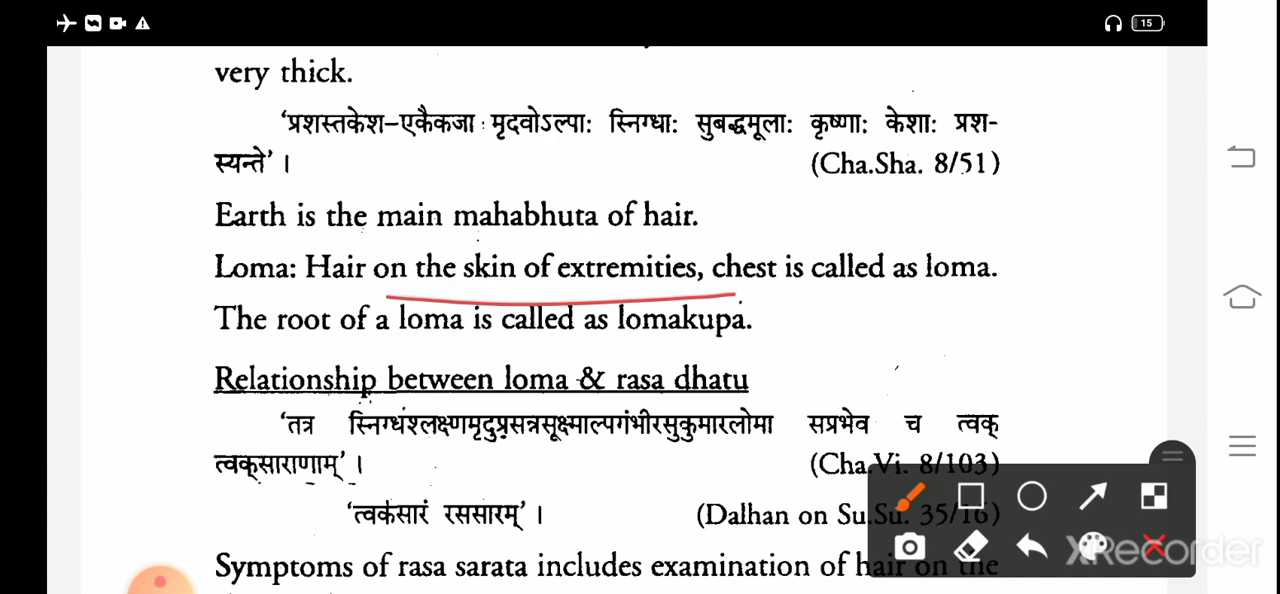 15
very thick.
'प्रशस्तकेश-एकैकजा मृदवोऽल्पाः स्निग्धाः सुबद्धमूलाः कृष्णाः केशाः प्रश-
स्यन्ते' । (Cha.Sha. 8/51)
Earth is the main mahabhuta of hair.
Loma: Hair on the skin of extremities, chest is called as loma.
The root of a loma is called as lomakupa.
Relationship between loma & rasa dhatu
'तत्र स्निग्धश्लक्ष्णमृदुप्रसन्नसूक्ष्माल्पगंभीरसुकुमारलोमा सप्रभेव च त्वक्
त्वक्साराणाम्' । (Cha.Vi. 8/103)
'त्वक्सारं रससारम्' । (Dalhan on Su.Su. 35/16)
XRecorder
Symptoms of rasa sarata includes examination of hair on the